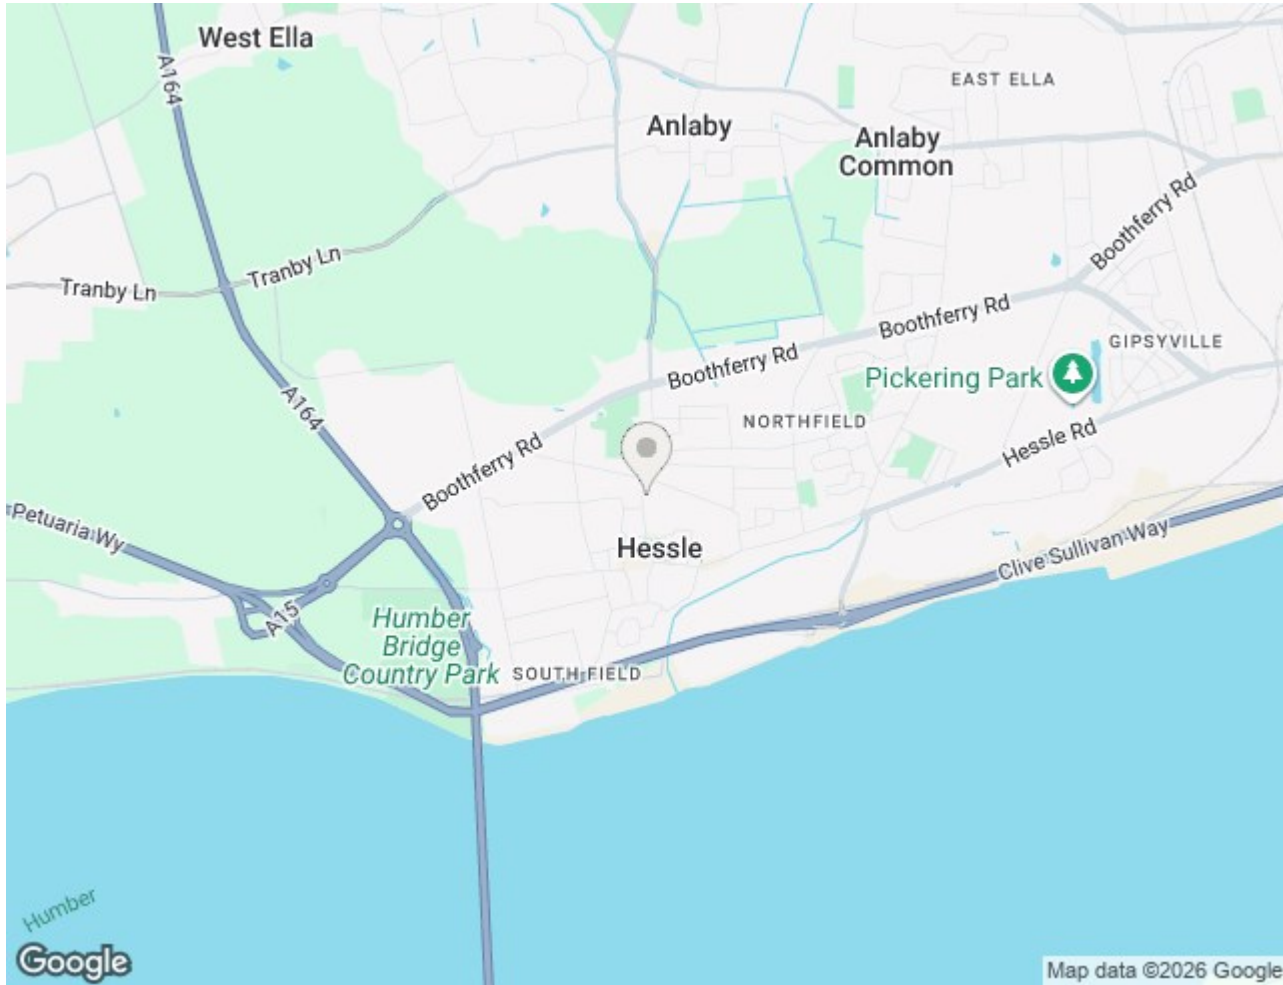 West Ella
A164
EAST ELLA
Anlaby
Anlaby
Common
Boothferry Rd
Tranby Ln
Tranby Ln
Boothferry Rd
GIPSYVILLE
Boothferry Rd
Pickering Park
A164
NORTHFIELD
Hessle Rd
Boothferry Rd
Petuaria Wy
Hessle
Clive Sullivan Way
A15
Humber
Bridge
Country Park
SOUTH FIELD
Humber
Google
Map data ©2026 Google